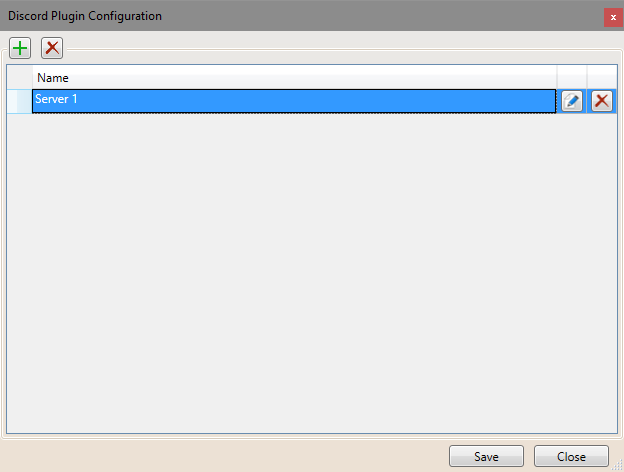 Discord Plugin Configuration
x
Name
Server 1
Save Close